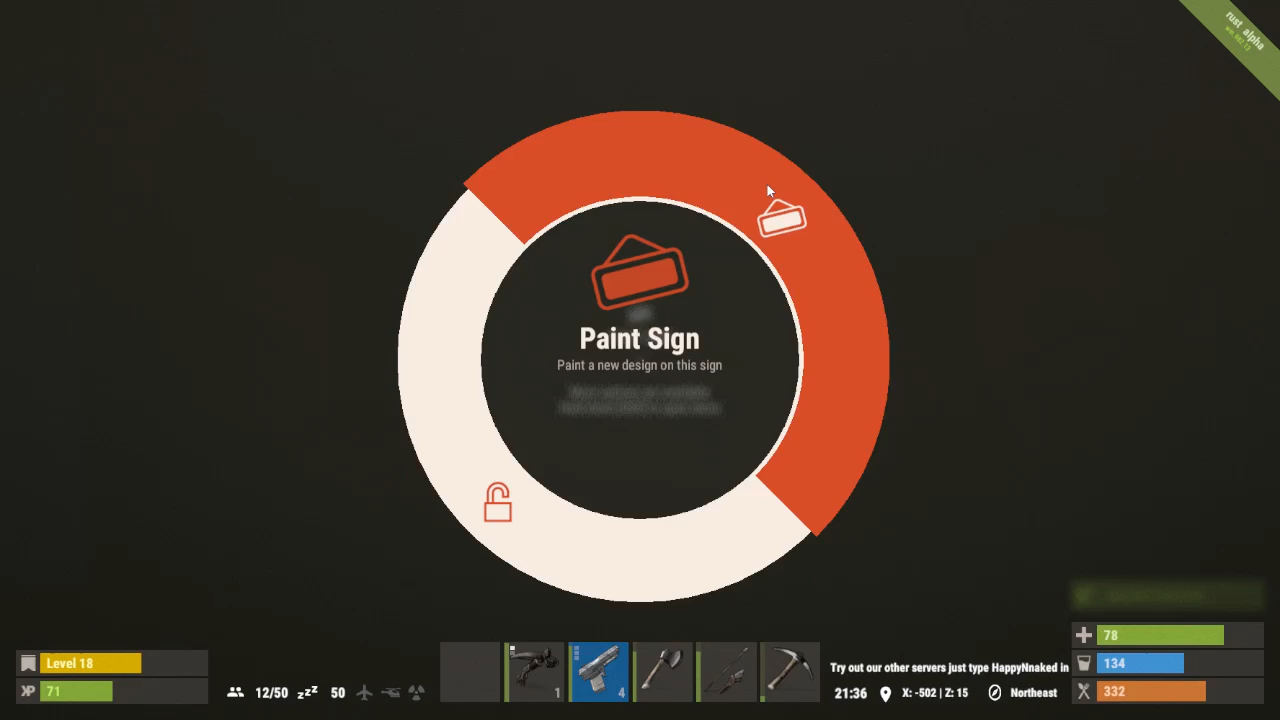 rust alpha
Paint Sign
Paint a new design on this sign
78
Try out our other servers just type HappyNnaked in
Level 18
134
71
12/50
zzz
50
1
4
21:36
X: -502 | Z: 15
Northeast
332
XP